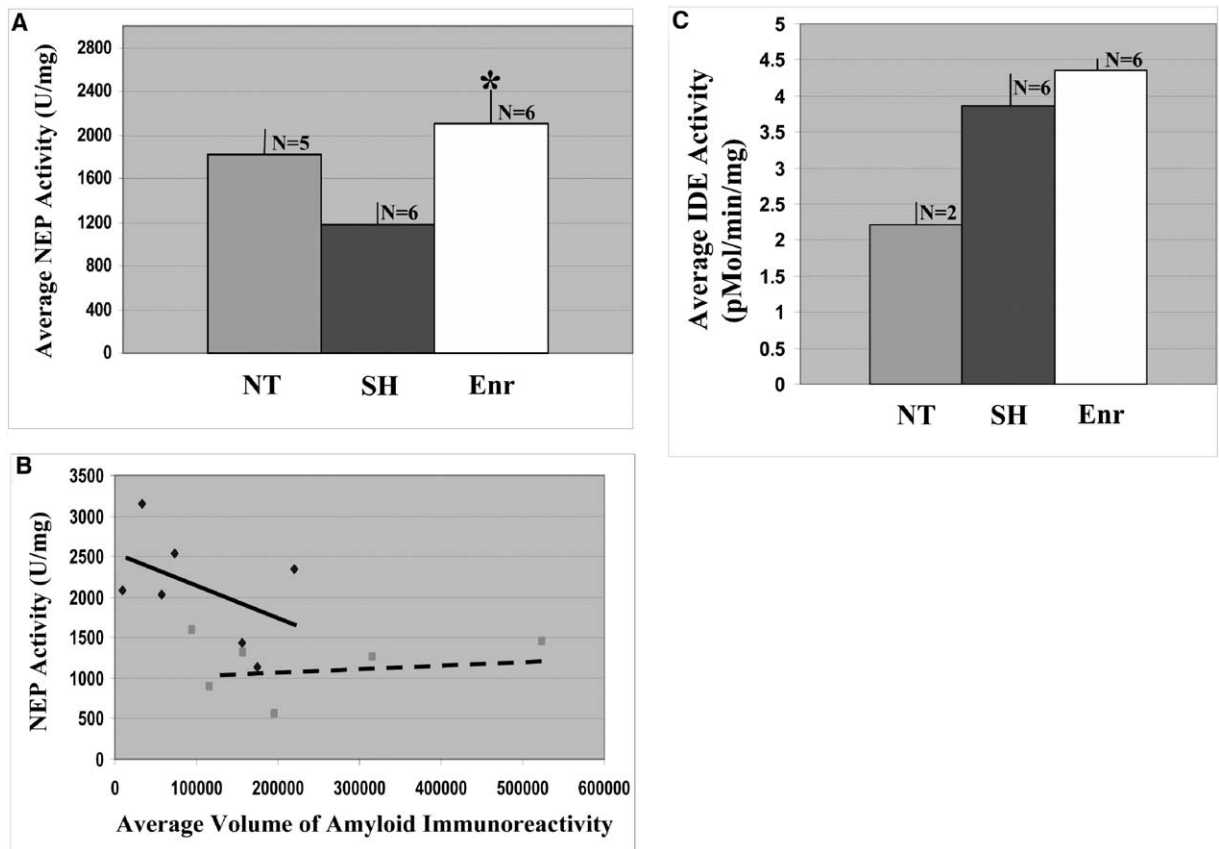 A
Average NEP Activity (U/mg)
2800
2400
2000
1600
1200
800
400
0
*
N=5
N=6
N=6
NT SH Enr
C
Average IDE Activity
(pMol/min/mg)
5
4.5
4
3.5
3
2.5
2
1.5
1
0.5
0
N=2
N=6
N=6
NT SH Enr
B
NEP Activity (U/mg)
3500
3000
2500
2000
1500
1000
500
0
0 100000 200000 300000 400000 500000 600000
Average Volume of Amyloid Immunoreactivity